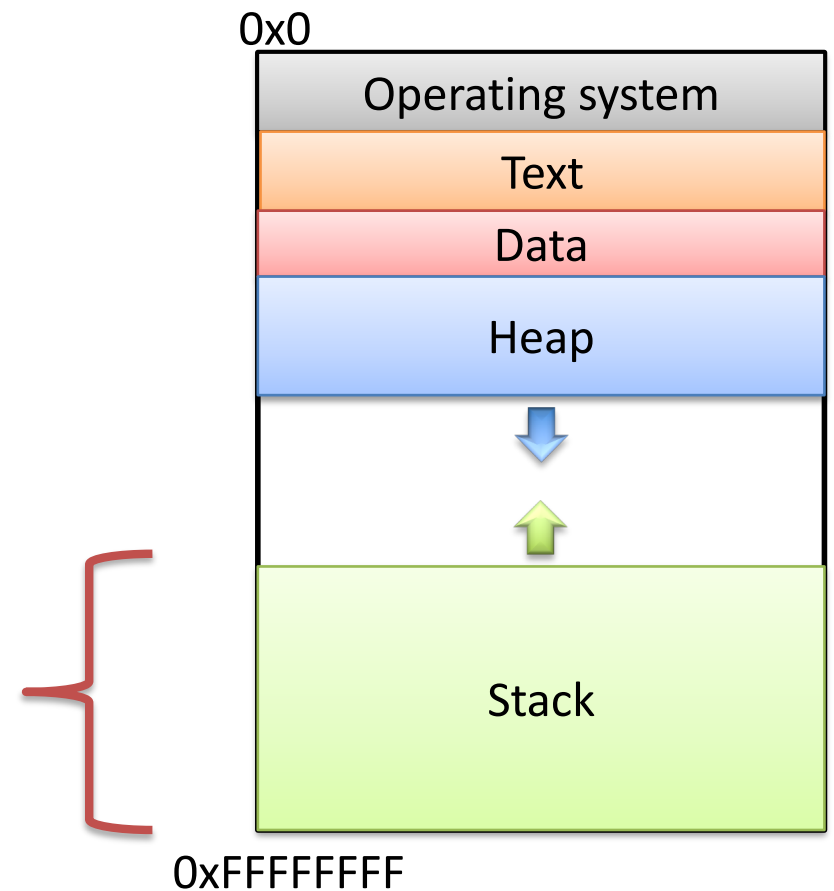 0x0
Operating system
Text
Data
Heap
Stack
0xFFFFFFFF